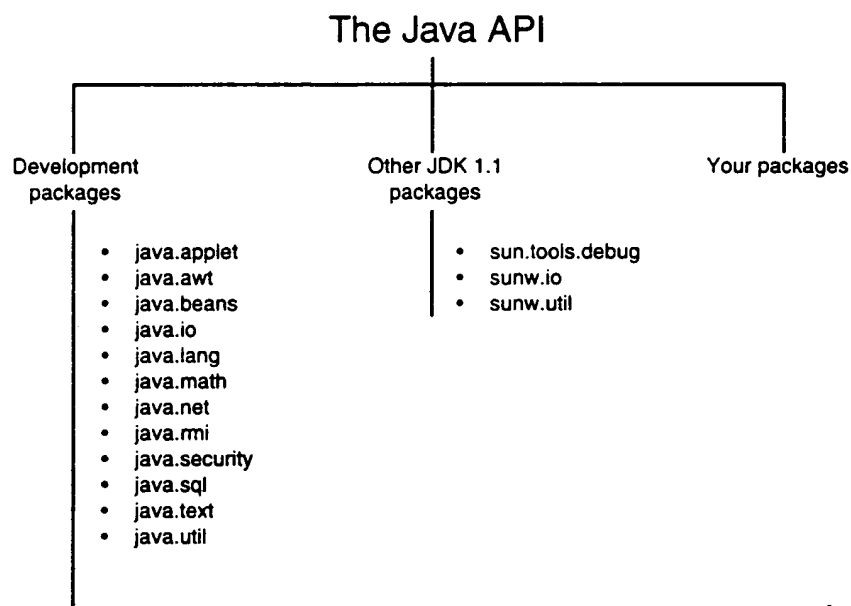 The Java API
Development
packages
Other JDK 1.1
packages
Your packages
• java.applet
• java.awt
• java.beans
• java.io
• java.lang
• java.math
• java.net
• java.rmi
• java.security
• java.sql
• java.text
• java.util
• sun.tools.debug
• sunw.io
• sunw.util